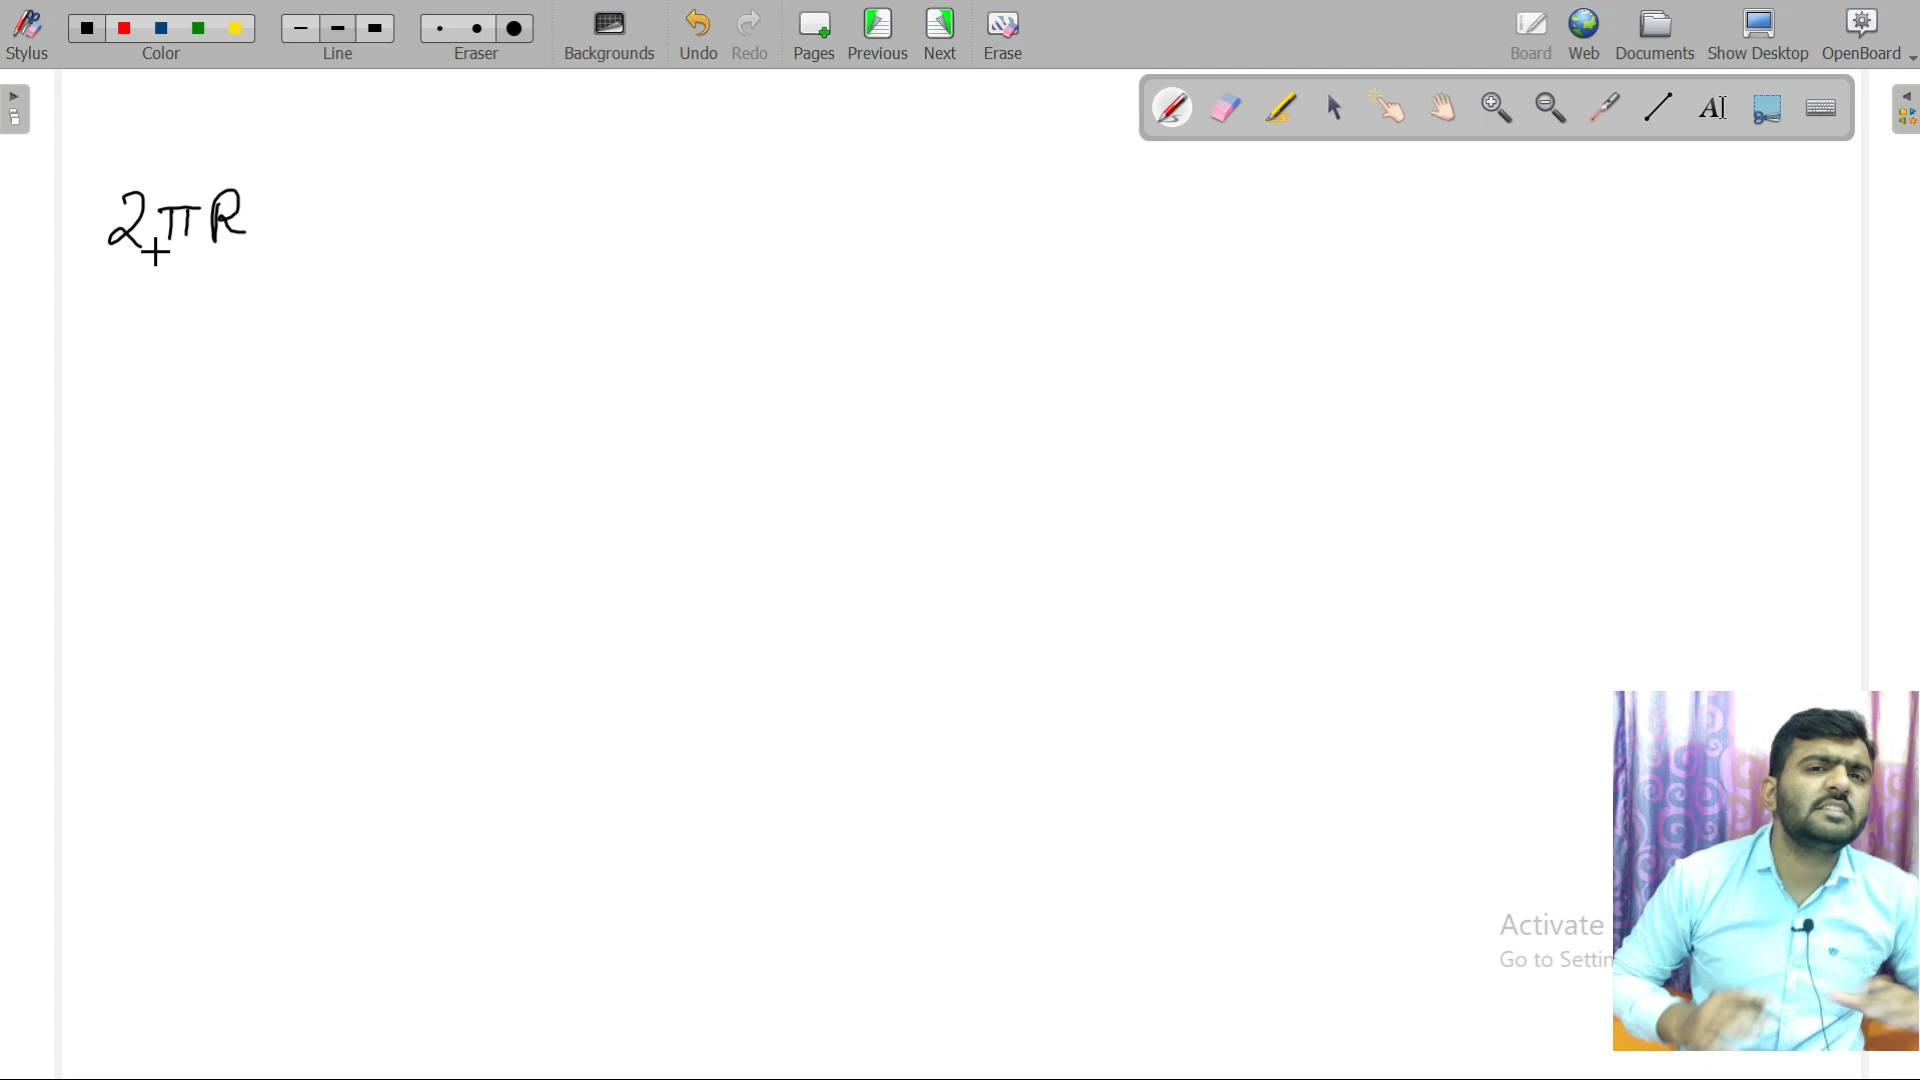 Stylus Color Line Eraser Backgrounds Undo Redo Pages Previous Next Erase Board Web Documents Show Desktop OpenBoard
AI
2πR
Activate
Go to Settin